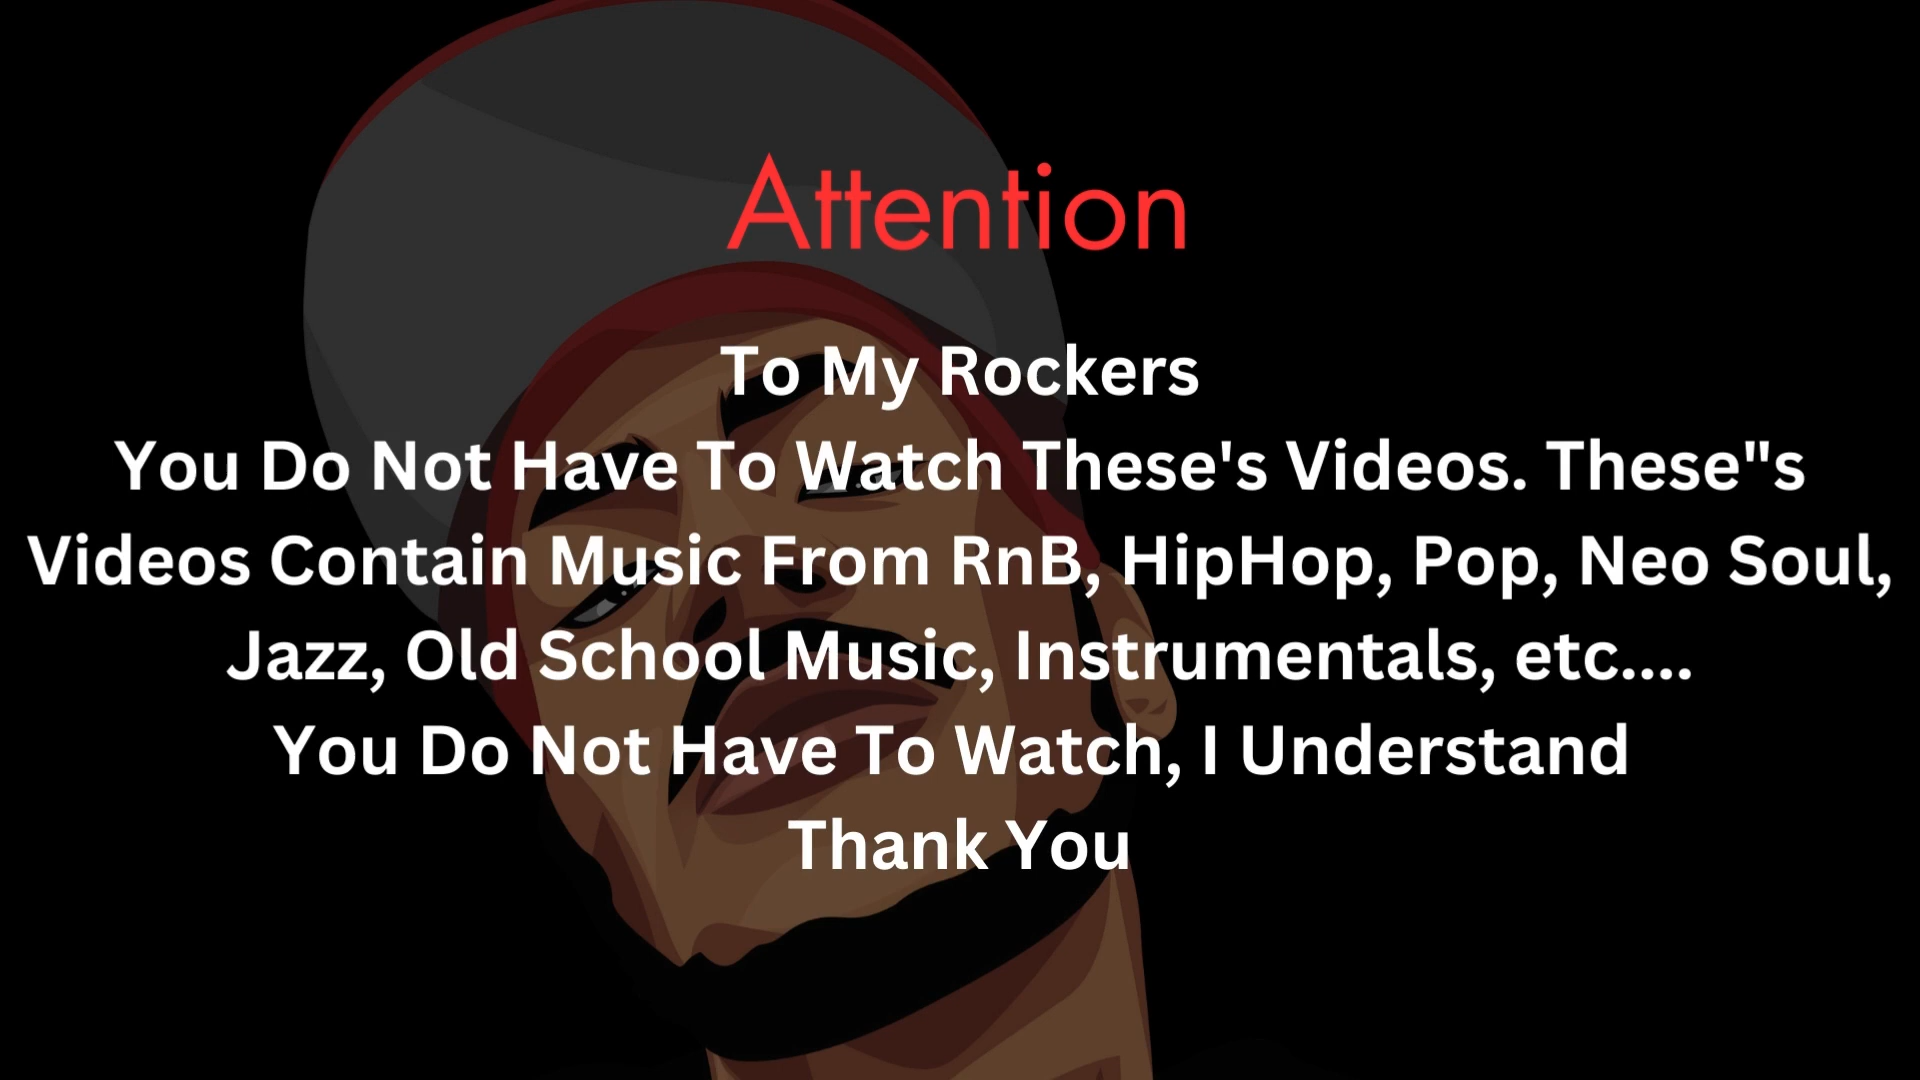 Attention
To My Rockers
You Do Not Have To Watch These's Videos. These"s
Videos Contain Music From RnB, HipHop, Pop, Neo Soul,
Jazz, Old School Music, Instrumentals, etc....
You Do Not Have To Watch, I Understand
Thank You